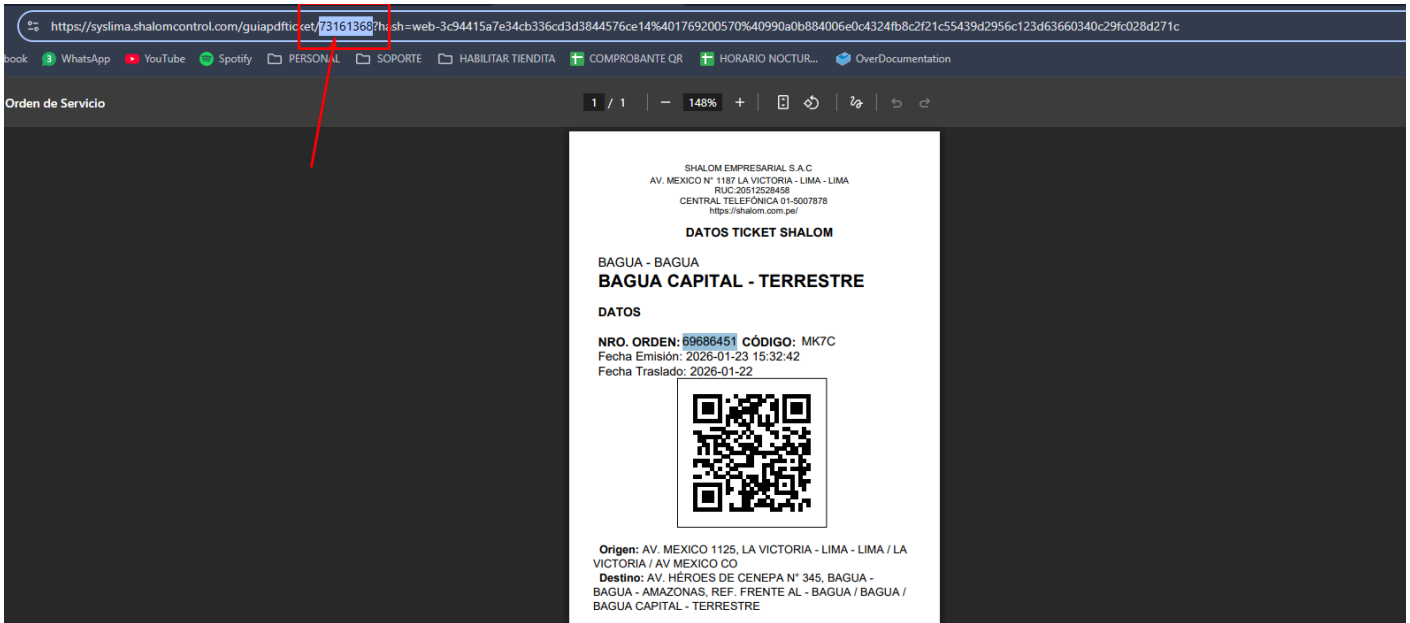 https://syslima.shalomcontrol.com/guiapdfticket/73161368?hash=web-3c94415a7e34cb336cd3d3844576ce14%401769200570%40990a0b884006e0c4324fb8c2f21c55439d2956c123d63660340c29fc028d271c
book 3 WhatsApp YouTube Spotify PERSONAL SOPORTE HABILITAR TIENDITA COMPROBANTE QR HORARIO NOCTUR... OverDocumentation
Orden de Servicio 1 / 1 — 148% +
SHALOM EMPRESARIAL S.A.C
AV. MEXICO N° 1187 LA VICTORIA - LIMA - LIMA
RUC:20512528458
CENTRAL TELEFÓNICA 01-5007878
https://shalom.com.pe/
DATOS TICKET SHALOM
BAGUA - BAGUA
BAGUA CAPITAL - TERRESTRE
DATOS
NRO. ORDEN: 69686451 CÓDIGO: MK7C
Fecha Emisión: 2026-01-23 15:32:42
Fecha Traslado: 2026-01-22
Origen: AV. MEXICO 1125, LA VICTORIA - LIMA - LIMA / LA
VICTORIA / AV MEXICO CO
Destino: AV. HÉROES DE CENEPA N° 345, BAGUA -
BAGUA - AMAZONAS, REF. FRENTE AL - BAGUA / BAGUA /
BAGUA CAPITAL - TERRESTRE